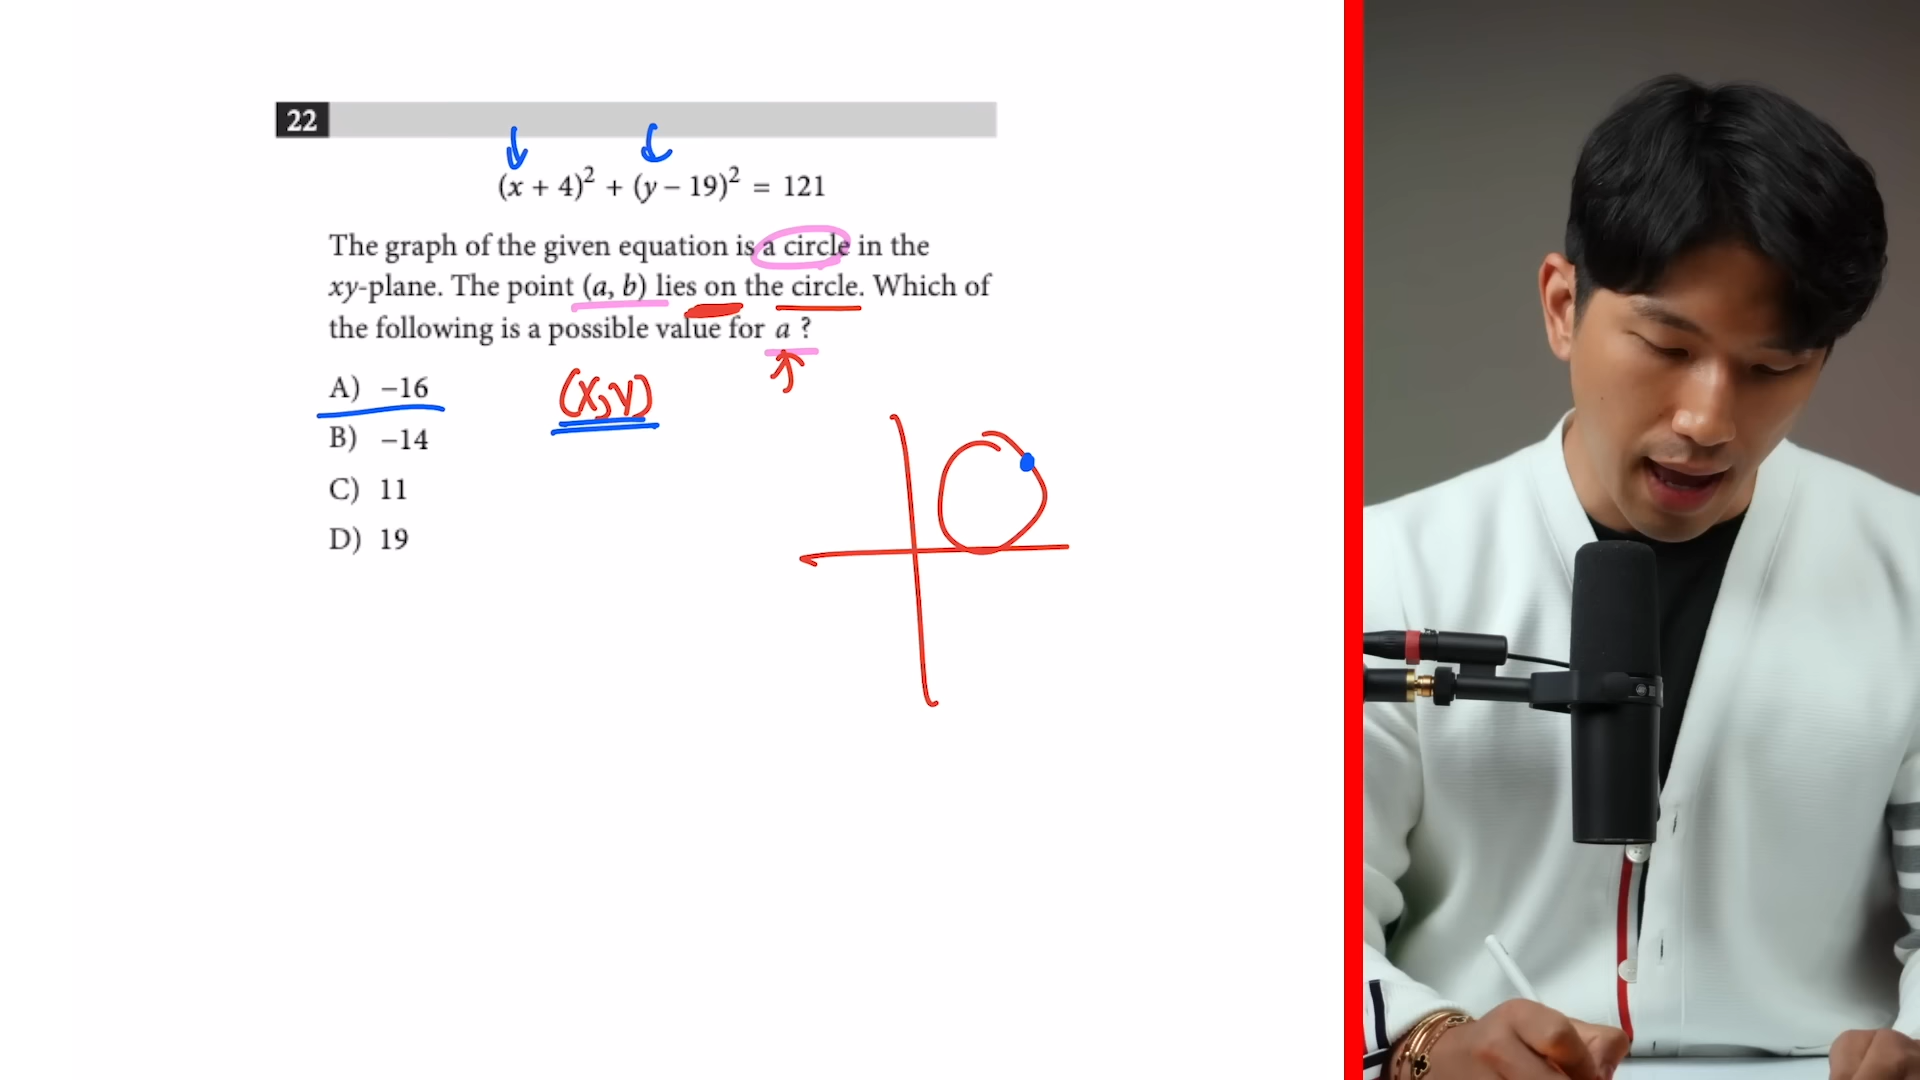 22
(x + 4)² + (y – 19)² = 121
The graph of the given equation is a circle in the
xy-plane. The point (a, b) lies on the circle. Which of
the following is a possible value for a ?
A) –16
(x,y)
B) –14
C) 11
D) 19